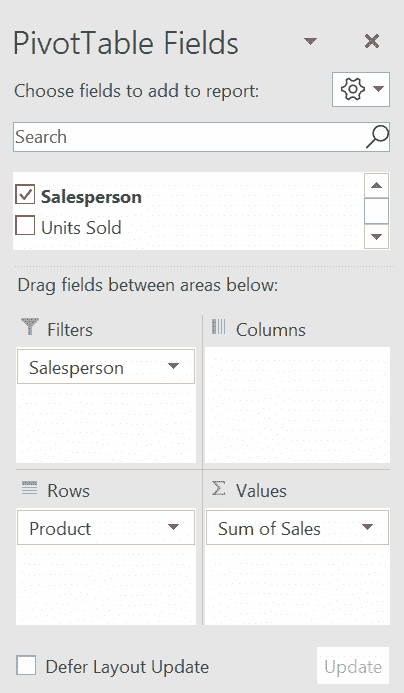 PivotTable Fields
Choose fields to add to report:
Search
Salesperson
Units Sold
Drag fields between areas below:
Filters
Columns
Salesperson
Rows
Values
Product
Sum of Sales
Defer Layout Update
Update